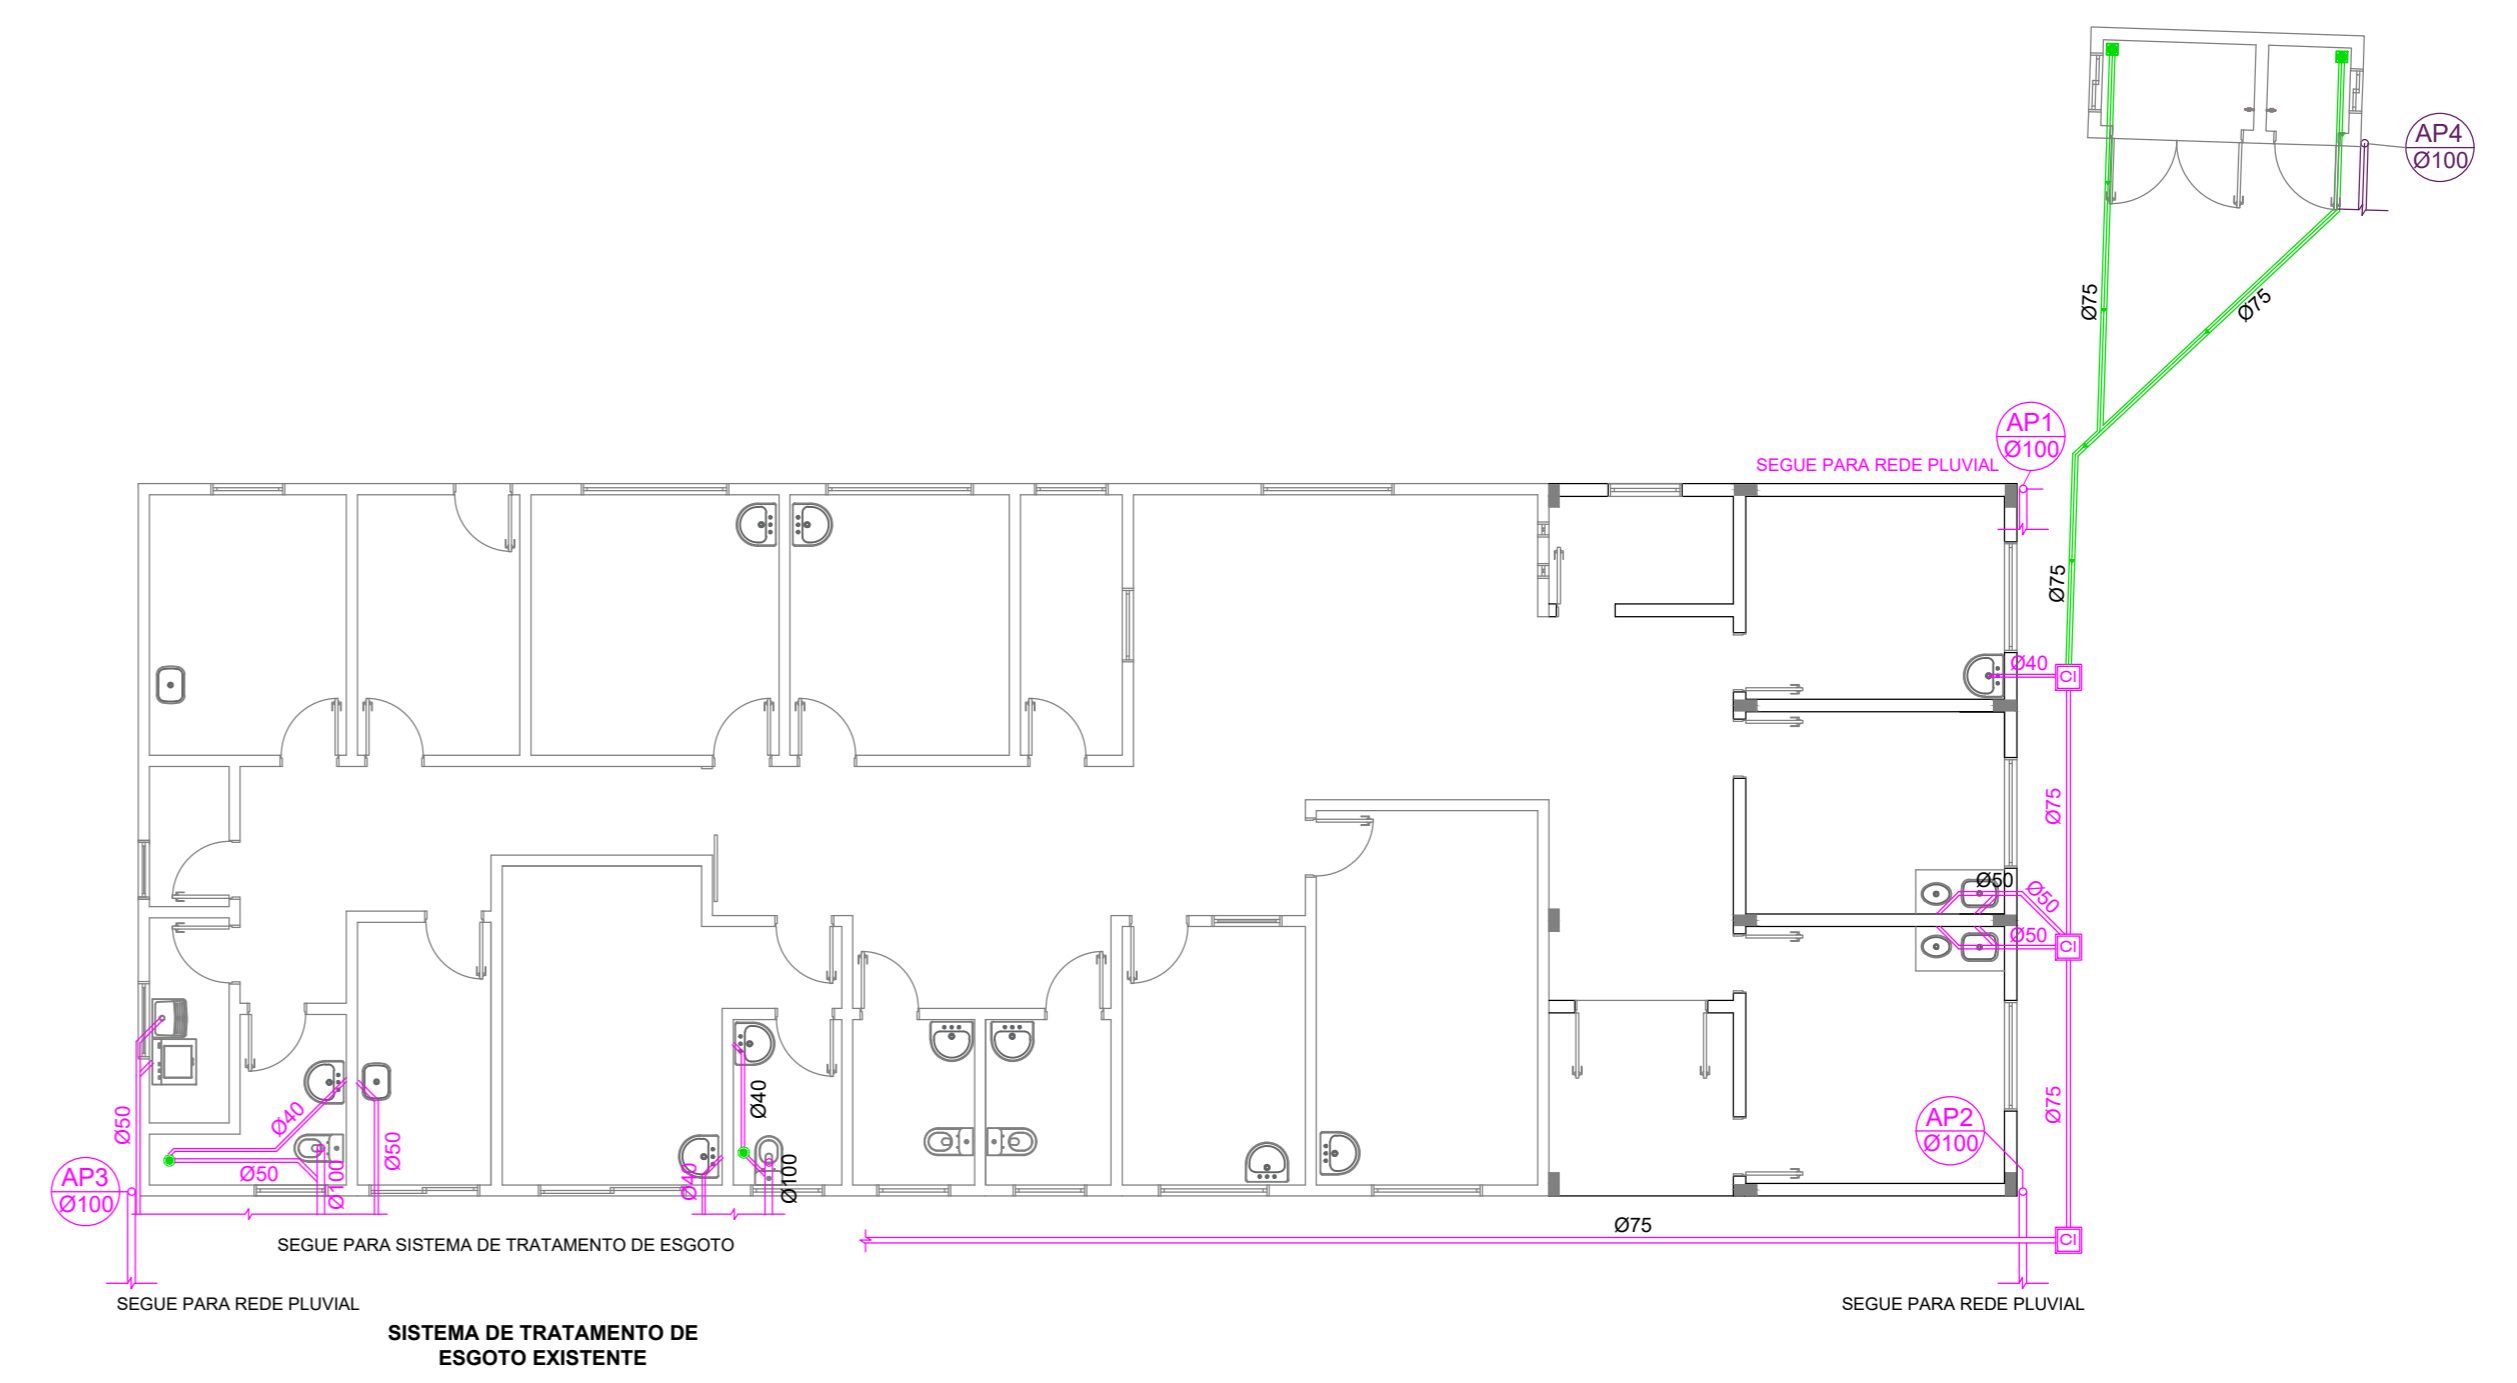 AP4
Ø100
Ø75
Ø75
AP1
Ø100
SEGUE PARA REDE PLUVIAL
Ø75
Ø40
CI
Ø75
Ø50
Ø50
Ø50
CI
Ø75
AP2
Ø100
Ø50
Ø40
Ø50
Ø50
Ø100
Ø40
Ø40
Ø100
AP3
Ø100
Ø75
CI
SEGUE PARA SISTEMA DE TRATAMENTO DE ESGOTO
SEGUE PARA REDE PLUVIAL
SEGUE PARA REDE PLUVIAL
SISTEMA DE TRATAMENTO DE
ESGOTO EXISTENTE